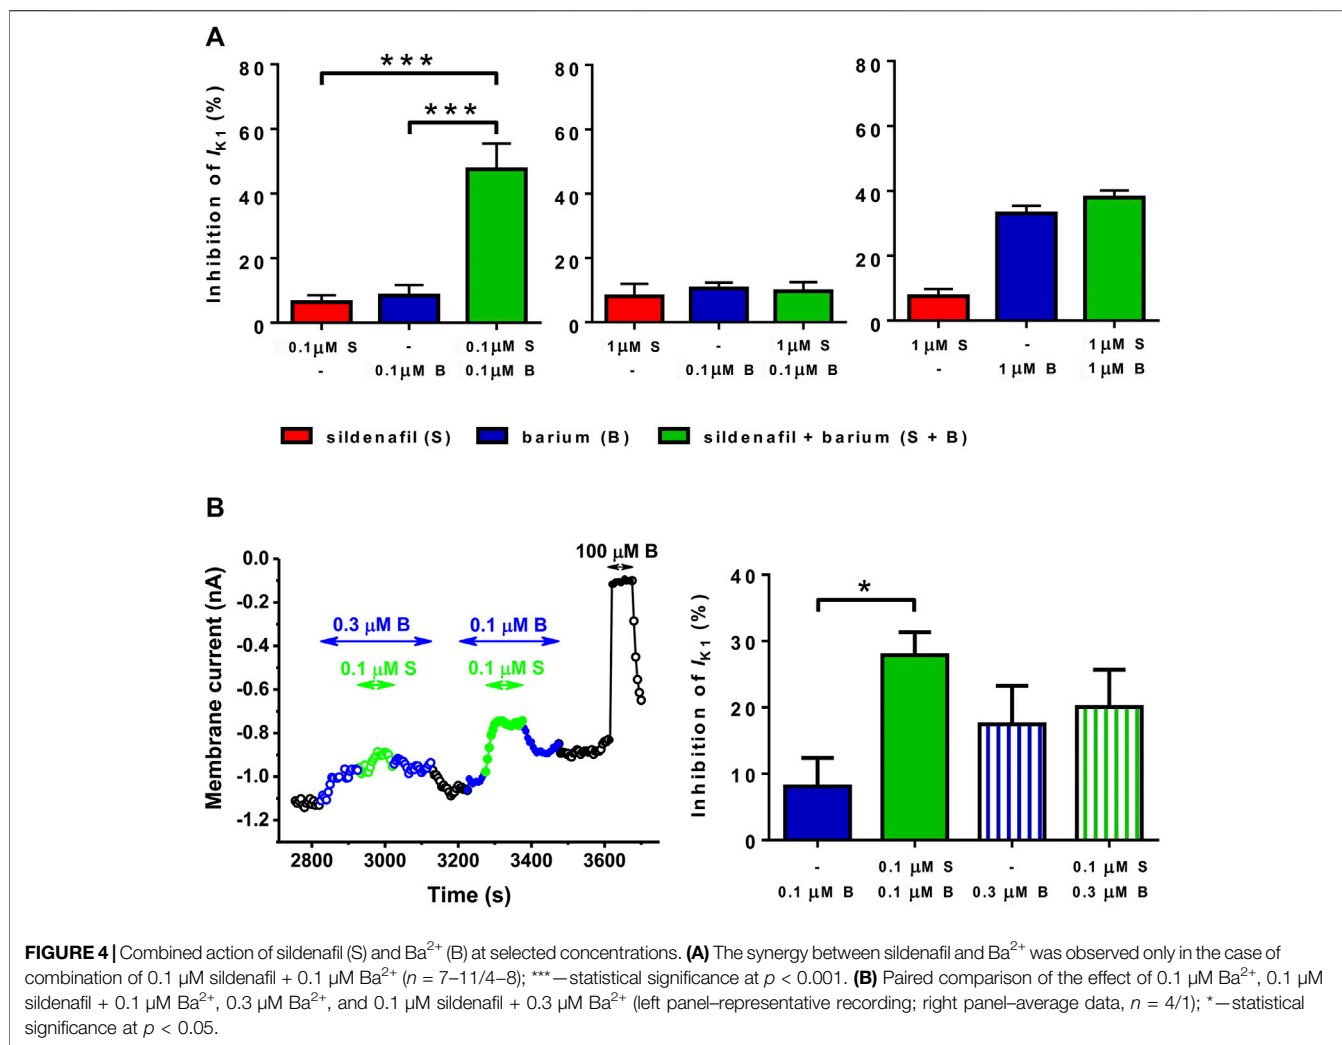 A
Inhibition of I K1 (%)
80
60
40
20
0
***
***
0.1µM S - 0.1µM S
- 0.1µM B 0.1µM B
80
60
40
20
0
1µM S - 1µM S
- 0.1µM B 0.1µM B
80
60
40
20
0
1µM S - 1µM S
- 1µM B 1µM B
sildenafil (S) barium (B) sildenafil + barium (S + B)
B
Membrane current (nA)
0.0
-0.2
-0.4
-0.6
-0.8
-1.0
-1.2
100 µM B
0.3 µM B 0.1 µM B
0.1 µM S 0.1 µM S
2800 3000 3200 3400 3600
Time (s)
Inhibition of I K1 (%)
40
30
20
10
0
*
- 0.1 µM S - 0.1 µM S
0.1 µM B 0.1 µM B 0.3 µM B 0.3 µM B
FIGURE 4 | Combined action of sildenafil (S) and Ba2+ (B) at selected concentrations. (A) The synergy between sildenafil and Ba2+ was observed only in the case of
combination of 0.1 µM sildenafil + 0.1 µM Ba2+ (n = 7–11/4–8); ***—statistical significance at p < 0.001. (B) Paired comparison of the effect of 0.1 µM Ba2+, 0.1 µM
sildenafil + 0.1 µM Ba2+, 0.3 µM Ba2+, and 0.1 µM sildenafil + 0.3 µM Ba2+ (left panel–representative recording; right panel–average data, n = 4/1); *—statistical
significance at p < 0.05.